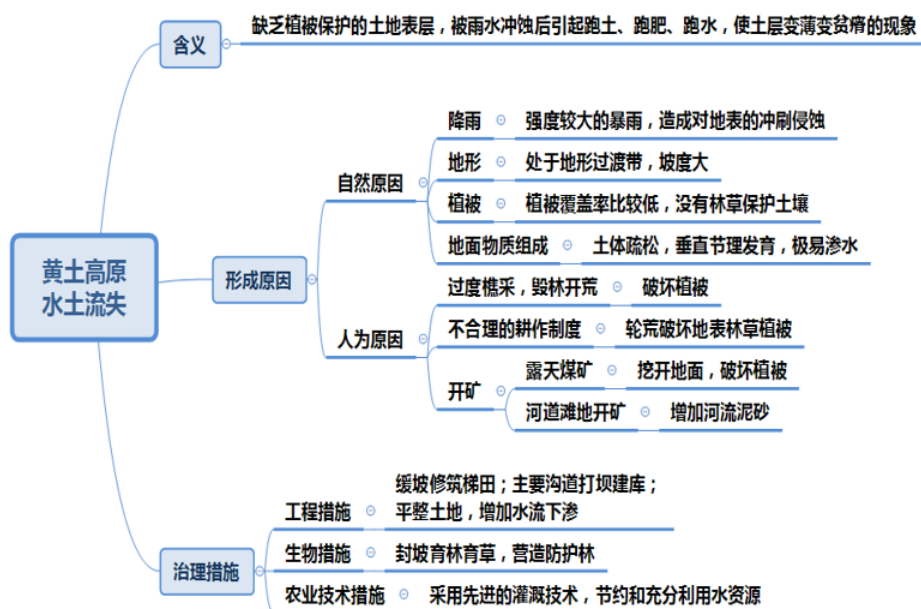 含义
缺乏植被保护的土地表层，被雨水冲蚀后引起跑土、跑肥、跑水，使土层变薄变贫瘠的现象
黄土高原
水土流失
形成原因
自然原因
降雨
强度较大的暴雨，造成对地表的冲刷侵蚀
地形
处于地形过渡带，坡度大
植被
植被覆盖率比较低，没有林草保护土壤
地面物质组成
土体疏松，垂直节理发育，极易渗水
人为原因
过度樵采，毁林开荒
破坏植被
不合理的耕作制度
轮荒破坏地表林草植被
开矿
露天煤矿
挖开地面，破坏植被
河道滩地开矿
增加河流泥砂
治理措施
工程措施
缓坡修筑梯田；主要沟道打坝建库；
平整土地，增加水流下渗
生物措施
封坡育林育草，营造防护林
农业技术措施
采用先进的灌溉技术，节约和充分利用水资源